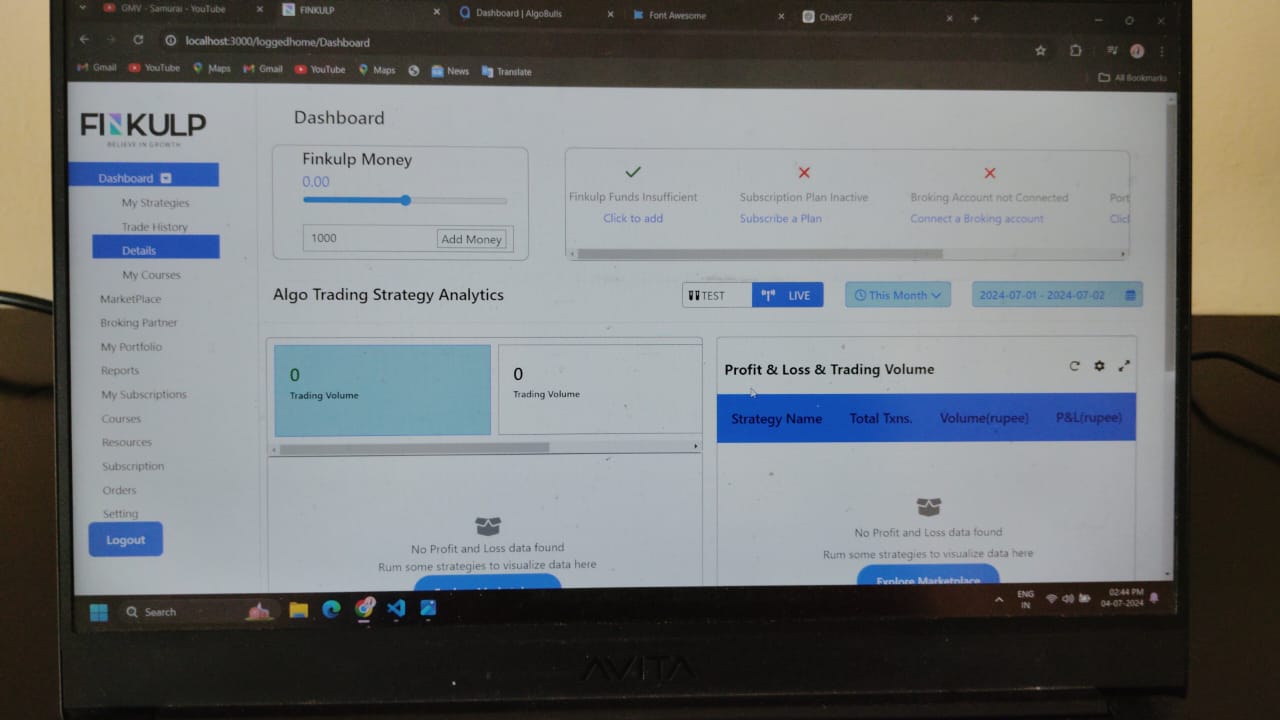 GMV - Samurai - YouTube
FINKULP
Dashboard | AlgoBulls
Font Awesome
ChatGPT
localhost:3000/loggedhome/Dashboard
Gmail YouTube Maps Gmail YouTube Maps News Translate
All Bookmarks
FINKULP
BELIEVE IN GROWTH
Dashboard
My Strategies
Trade History
Details
My Courses
MarketPlace
Broking Partner
My Portfolio
Reports
My Subscriptions
Courses
Resources
Subscription
Orders
Setting
Logout
Dashboard
Finkulp Money
0.00
1000 Add Money
Finkulp Funds Insufficient
Click to add
Subscription Plan Inactive
Subscribe a Plan
Broking Account not Connected
Connect a Broking account
Port
Clic
Algo Trading Strategy Analytics
TEST LIVE
This Month
2024-07-01 - 2024-07-02
0
Trading Volume
0
Trading Volume
No Profit and Loss data found
Rum some strategies to visualize data here
Profit & Loss & Trading Volume
Strategy Name Total Txns. Volume(rupee) P&L(rupee)
No Profit and Loss data found
Rum some strategies to visualize data here
Explore Marketplace
Search
ENG
IN
02:44 PM
04-07-2024
AVITA